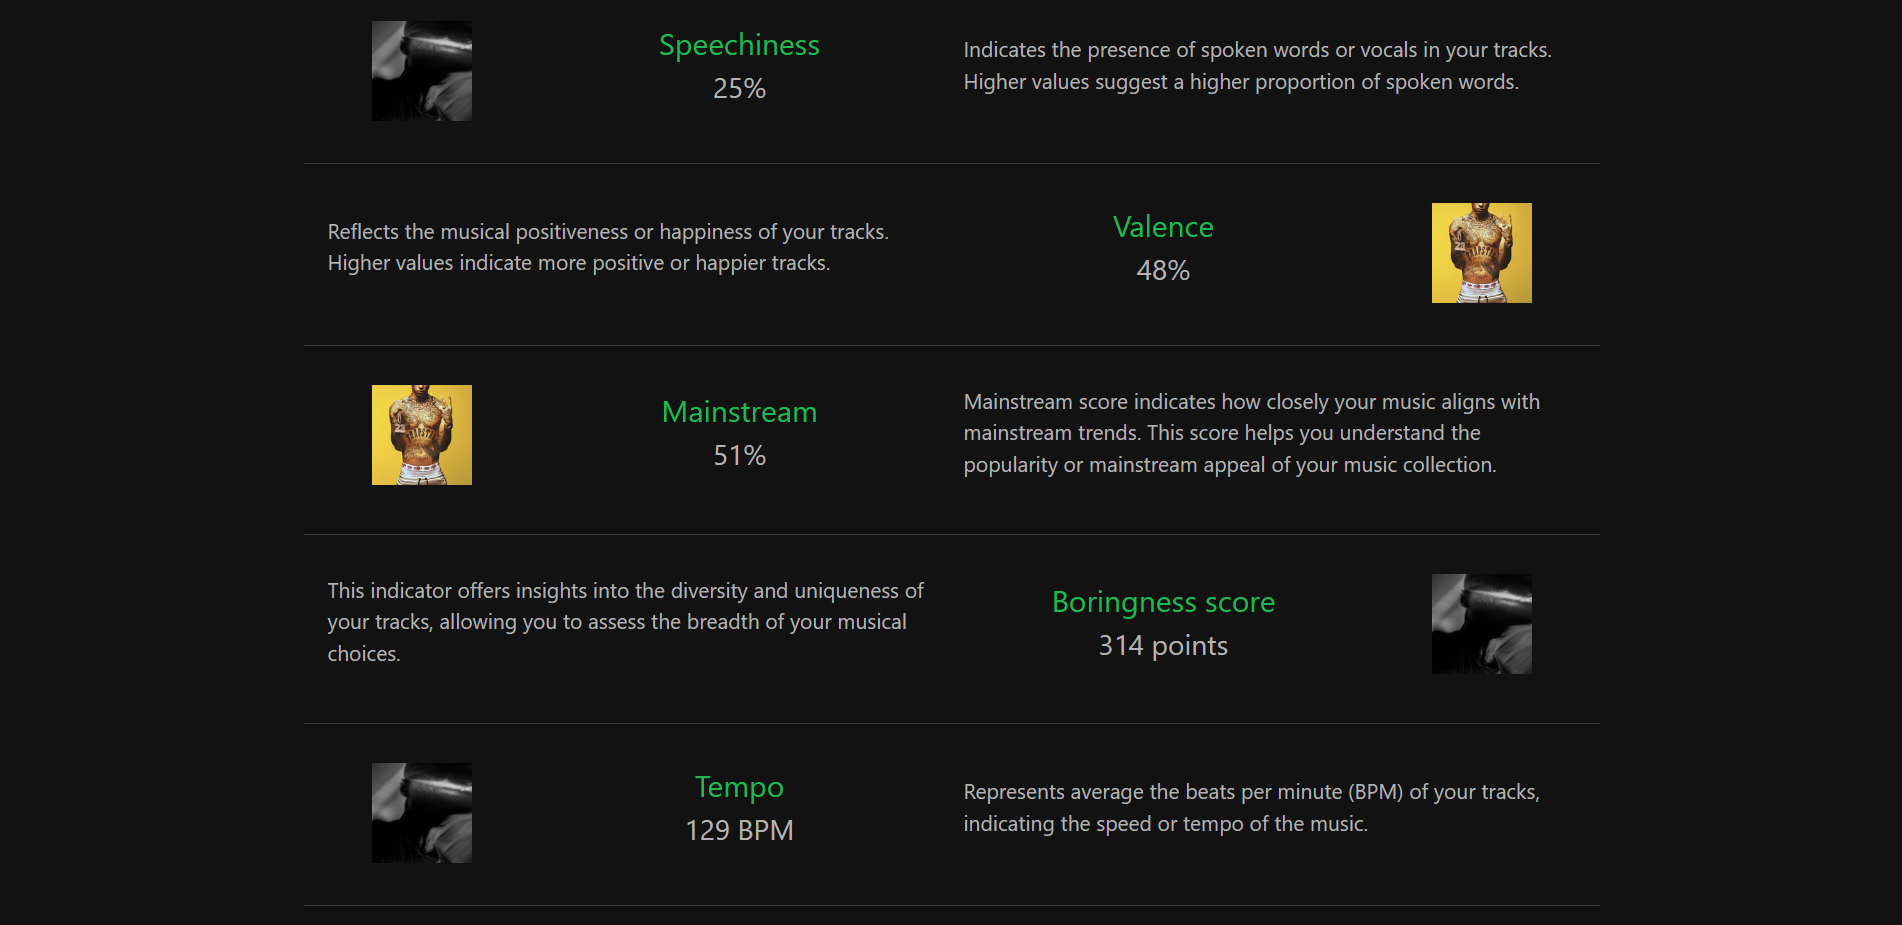 Speechiness
25%
Indicates the presence of spoken words or vocals in your tracks.
Higher values suggest a higher proportion of spoken words.
Reflects the musical positiveness or happiness of your tracks.
Higher values indicate more positive or happier tracks.
Valence
48%
Mainstream
51%
Mainstream score indicates how closely your music aligns with
mainstream trends. This score helps you understand the
popularity or mainstream appeal of your music collection.
This indicator offers insights into the diversity and uniqueness of
your tracks, allowing you to assess the breadth of your musical
choices.
Boringness score
314 points
Tempo
129 BPM
Represents average the beats per minute (BPM) of your tracks,
indicating the speed or tempo of the music.